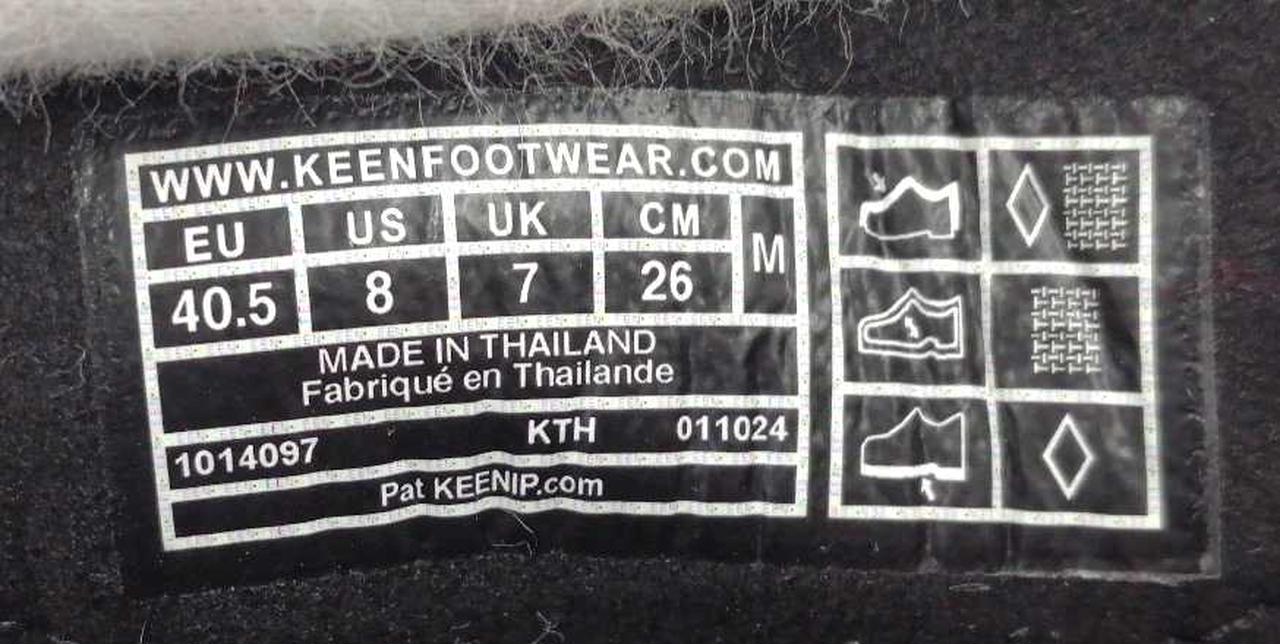 WWW.KEENFOOTWEAR.COM
EU US UK CM M
40.5 8 7 26
MADE IN THAILAND
Fabriqué en Thailande
1014097 KTH 011024
Pat KEENIP.com